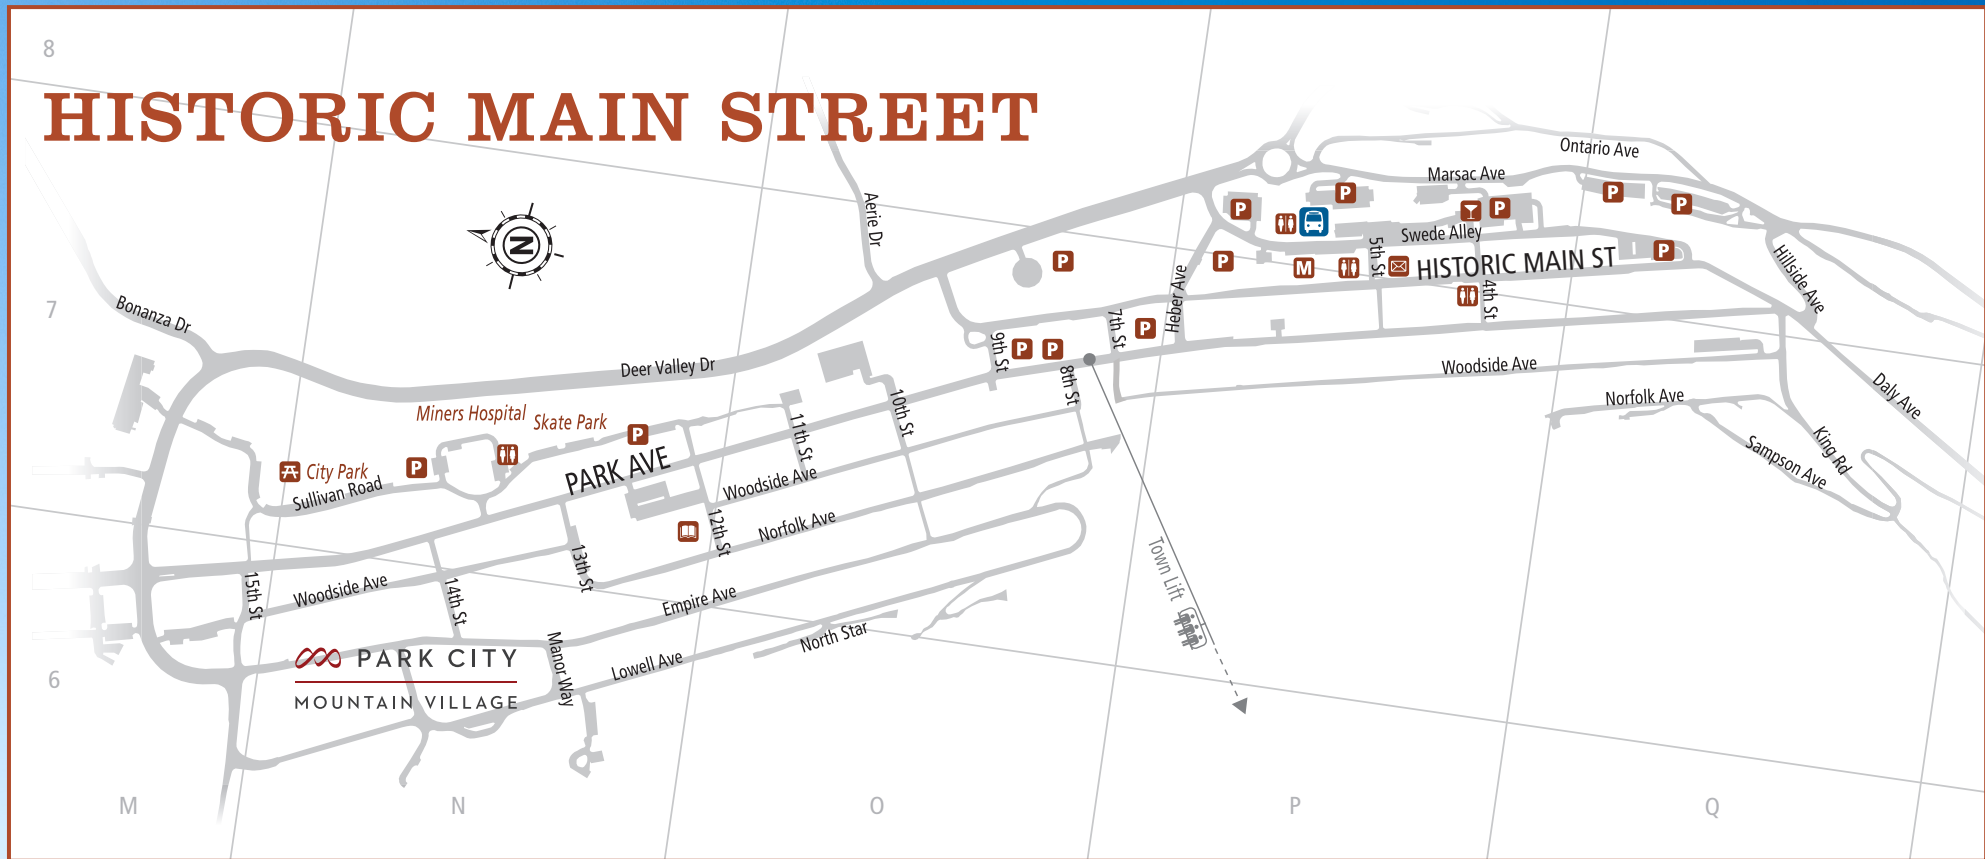 8
HISTORIC MAIN STREET
Ontario Ave
Marsac Ave
P
P
P
P
P
Aerie Dr
Swede Alley
5th St
HISTORIC MAIN ST
P
P
P
M
Hillside Ave
N
7
Bonanza Dr
Heber Ave
4th St
7th St
P
9th St
P
P
Deer Valley Dr
8th St
Woodside Ave
Norfolk Ave
Daly Ave
10th St
Miners Hospital
Skate Park
P
11th St
PARK AVE
City Park
P
Sullivan Road
Woodside Ave
King Rd
Sampson Ave
12th St
Norfolk Ave
13th St
Town Lift
15th St
Woodside Ave
14th St
Empire Ave
North Star
Manor Way
Lowell Ave
PARK CITY
MOUNTAIN VILLAGE
6
M
N
O
P
Q